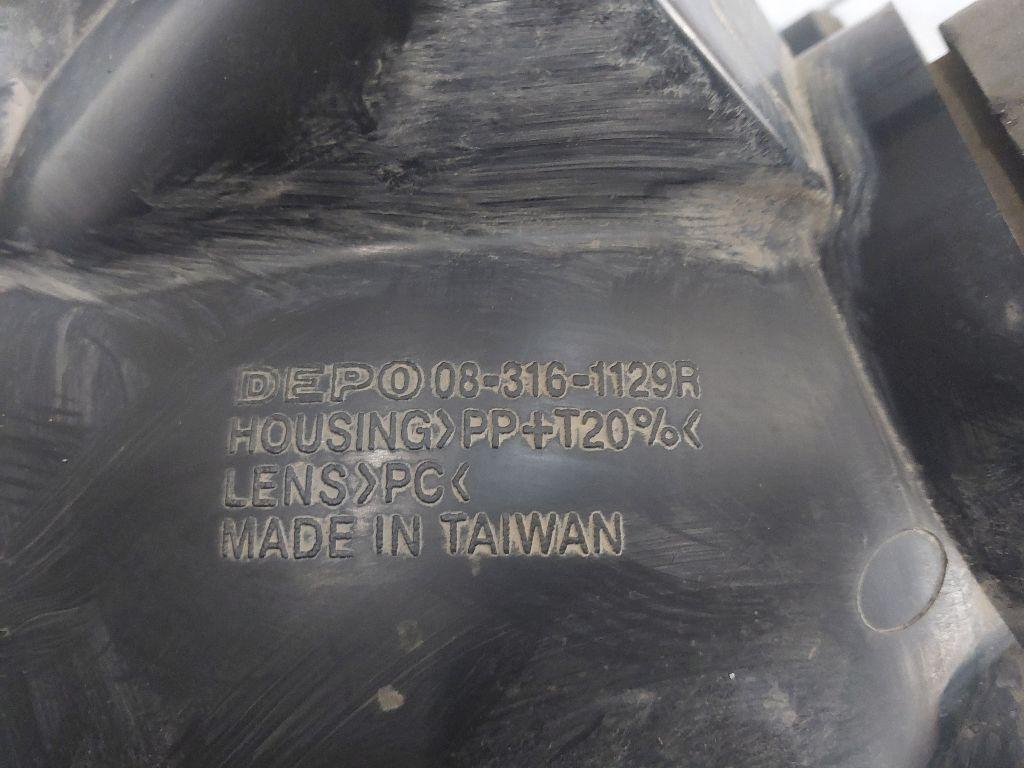 DEPO 08-316-1129R
HOUSING>PP+T20%<
LENS>PC<
MADE IN TAIWAN